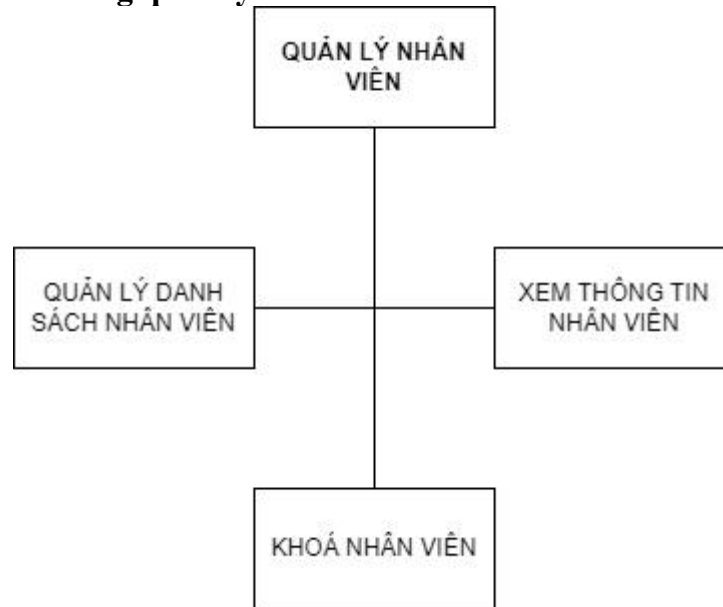 QUẢN LÝ NHÂN
VIÊN
QUẢN LÝ DANH
SÁCH NHÂN VIÊN
XEM THÔNG TIN
NHÂN VIÊN
KHOÁ NHÂN VIÊN